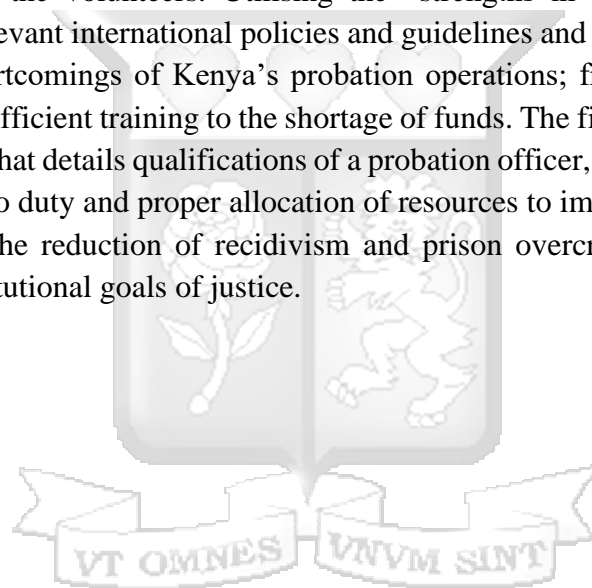 the volunteers. Utilising the strengths in
evant international policies and guidelines and
rtcomings of Kenya's probation operations; fi
fficient training to the shortage of funds. The fi
hat details qualifications of a probation officer,
o duty and proper allocation of resources to im
he reduction of recidivism and prison overcr
tutional goals of justice.
VT OMNES VNVM SINT